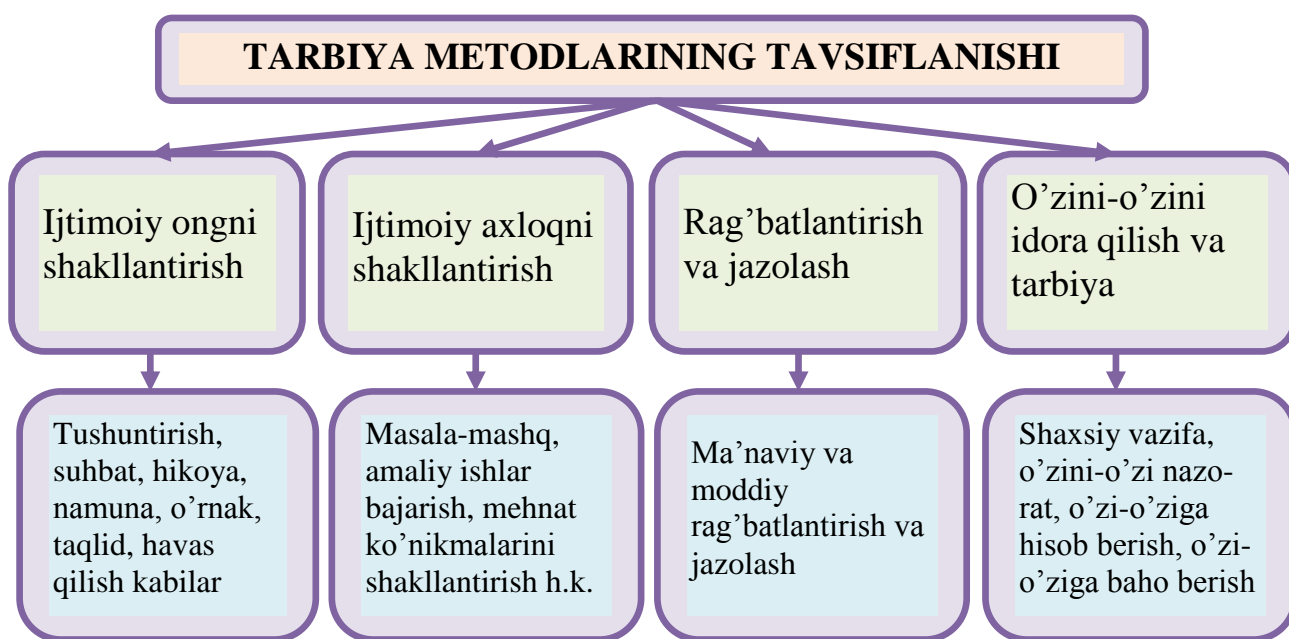 TARBIYA METODLARINING TAVSIFLANISHI
Ijtimoiy ongni
shakllantirish
Ijtimoiy axloqni
shakllantirish
Rag’batlantirish
va jazolash
O’zini-o’zini
idora qilish va
tarbiya
Tushuntirish,
suhbat, hikoya,
namuna, o’rnak,
taqlid, havas
qilish kabilar
Masala-mashq,
amaliy ishlar
bajarish, mehnat
ko’nikmalarini
shakllantirish h.k.
Ma’naviy va
moddiy
rag’batlantirish va
jazolash
Shaxsiy vazifa,
o’zini-o’zi nazo-
rat, o’zi-o’ziga
hisob berish, o’zi-
o’ziga baho berish